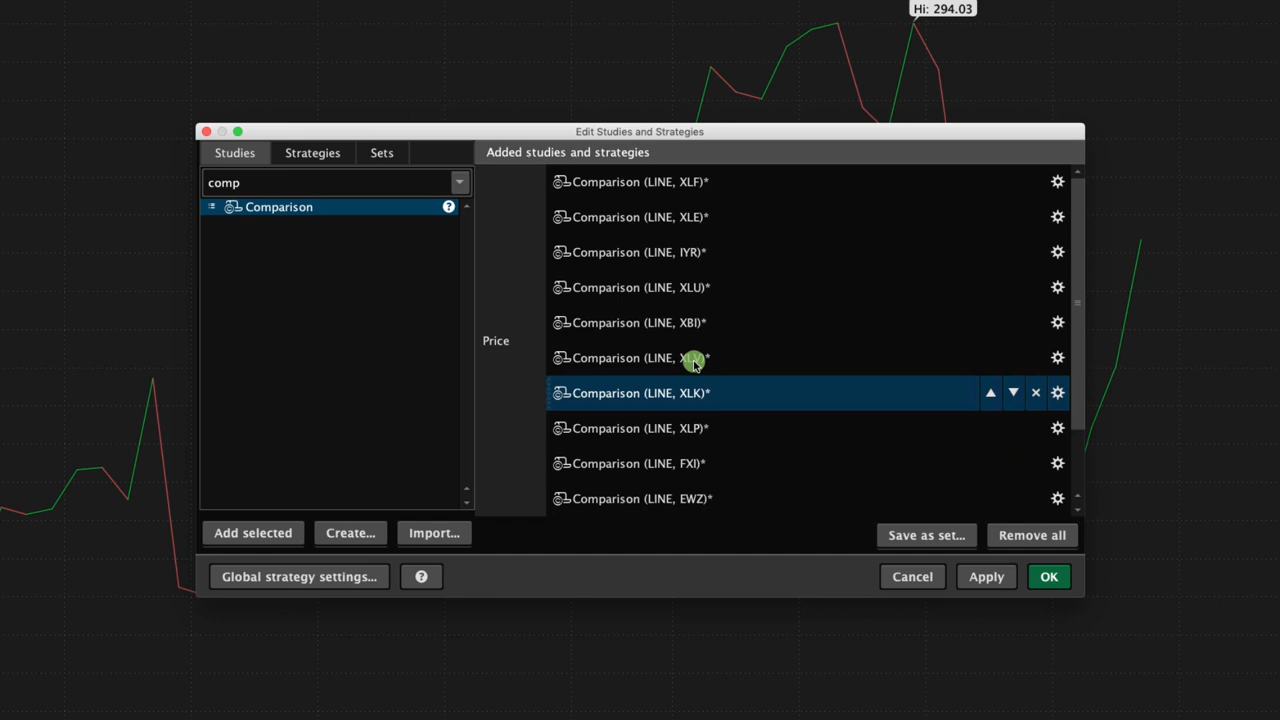 Hi: 294.03
Edit Studies and Strategies
Studies
Strategies
Sets
Added studies and strategies
comp
Comparison
Price
Comparison (LINE, XLF)*
Comparison (LINE, XLE)*
Comparison (LINE, IYR)*
Comparison (LINE, XLU)*
Comparison (LINE, XBI)*
Comparison (LINE, XLV)*
Comparison (LINE, XLK)*
Comparison (LINE, XLP)*
Comparison (LINE, FXI)*
Comparison (LINE, EWZ)*
Add selected
Create...
Import...
Save as set...
Remove all
Global strategy settings...
?
Cancel
Apply
OK